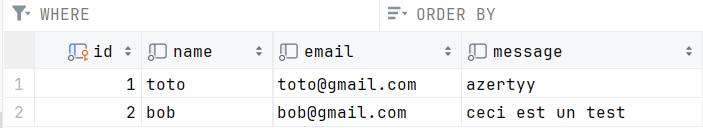 WHERE ORDER BY
id name email message
1 1 toto toto@gmail.com azertyy
2 2 bob bob@gmail.com ceci est un test